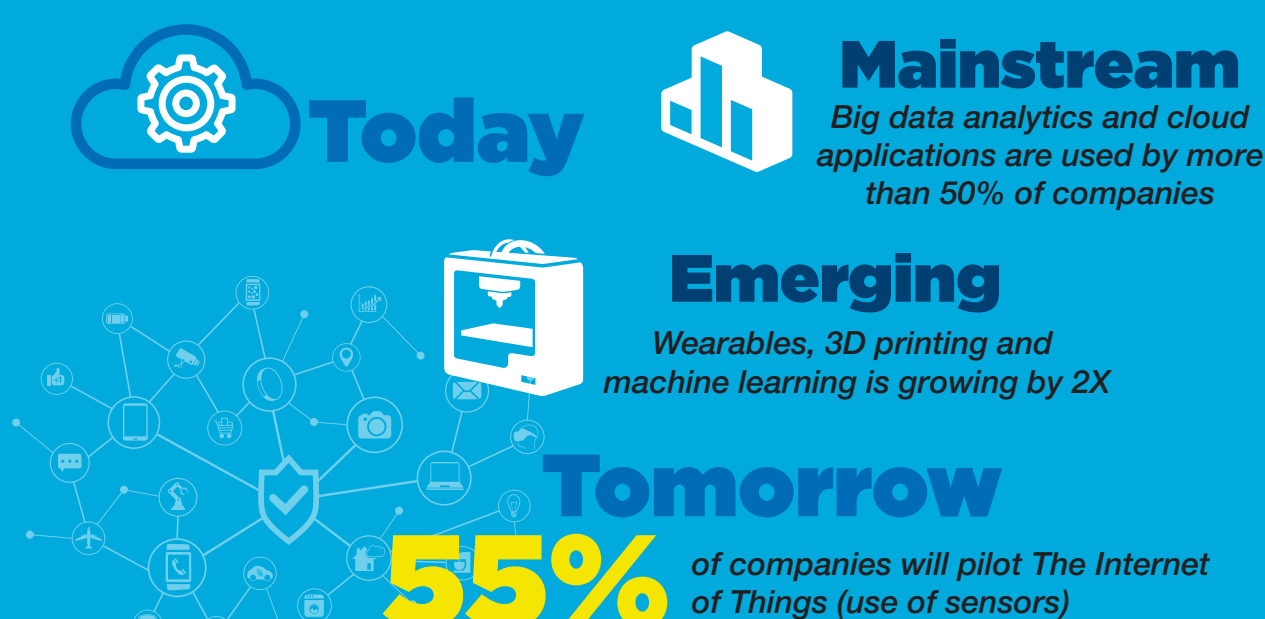 Today
Mainstream
Big data analytics and cloud
applications are used by more
than 50% of companies
Emerging
Wearables, 3D printing and
machine learning is growing by 2X
Tomorrow
55%
of companies will pilot The Internet
of Things (use of sensors)